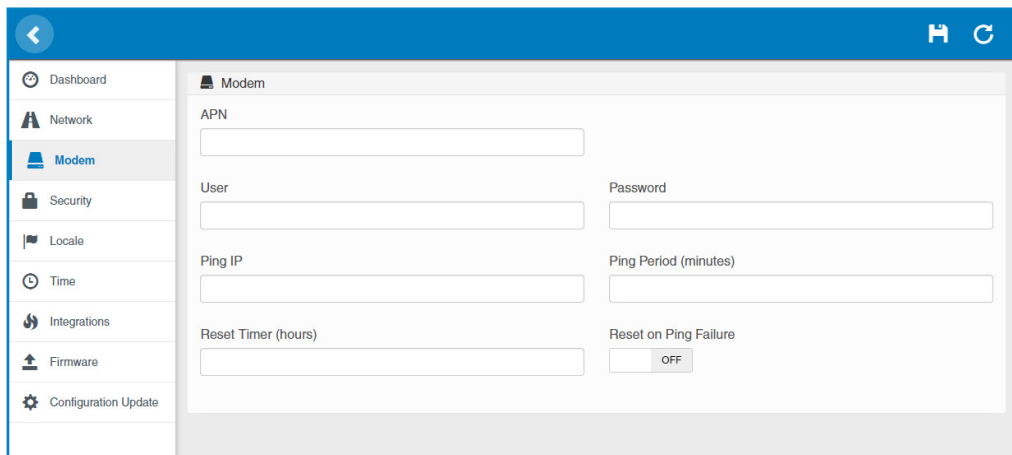 Dashboard
Network
Modem
Security
Locale
Time
Integrations
Firmware
Configuration Update
Modem
APN
User
Password
Ping IP
Ping Period (minutes)
Reset Timer (hours)
Reset on Ping Failure
OFF